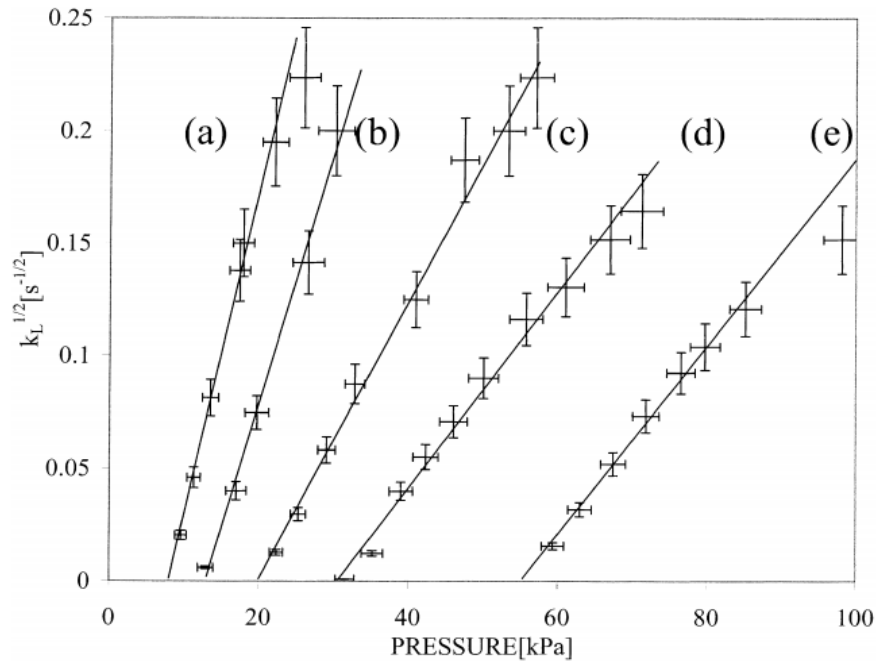 0.25
(a)
(b)
(c)
(d)
(e)
0.2
0.15
k_L^{1/2}[s^{-1/2}]
0.1
0.05
0
0 20 40 60 80 100
PRESSURE[kPa]